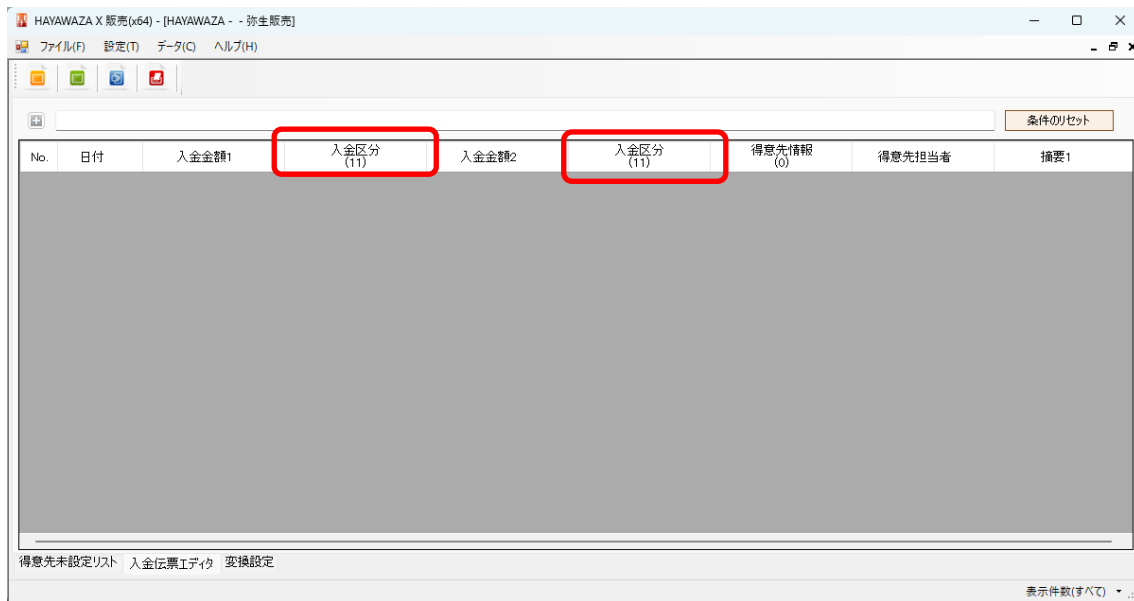 HAYAWAZA X 販売(x64) - [HAYAWAZA - - 弥生販売]
ファイル(F) 設定(T) データ(C) ヘルプ(H)
条件のリセット
No. 日付 入金金額1 入金区分 入金金額2 入金区分 得意先情報 得意先担当者 摘要1
(11) (11) (0)
得意先未設定リスト 入金伝票エディタ 変換設定
表示件数(すべて)